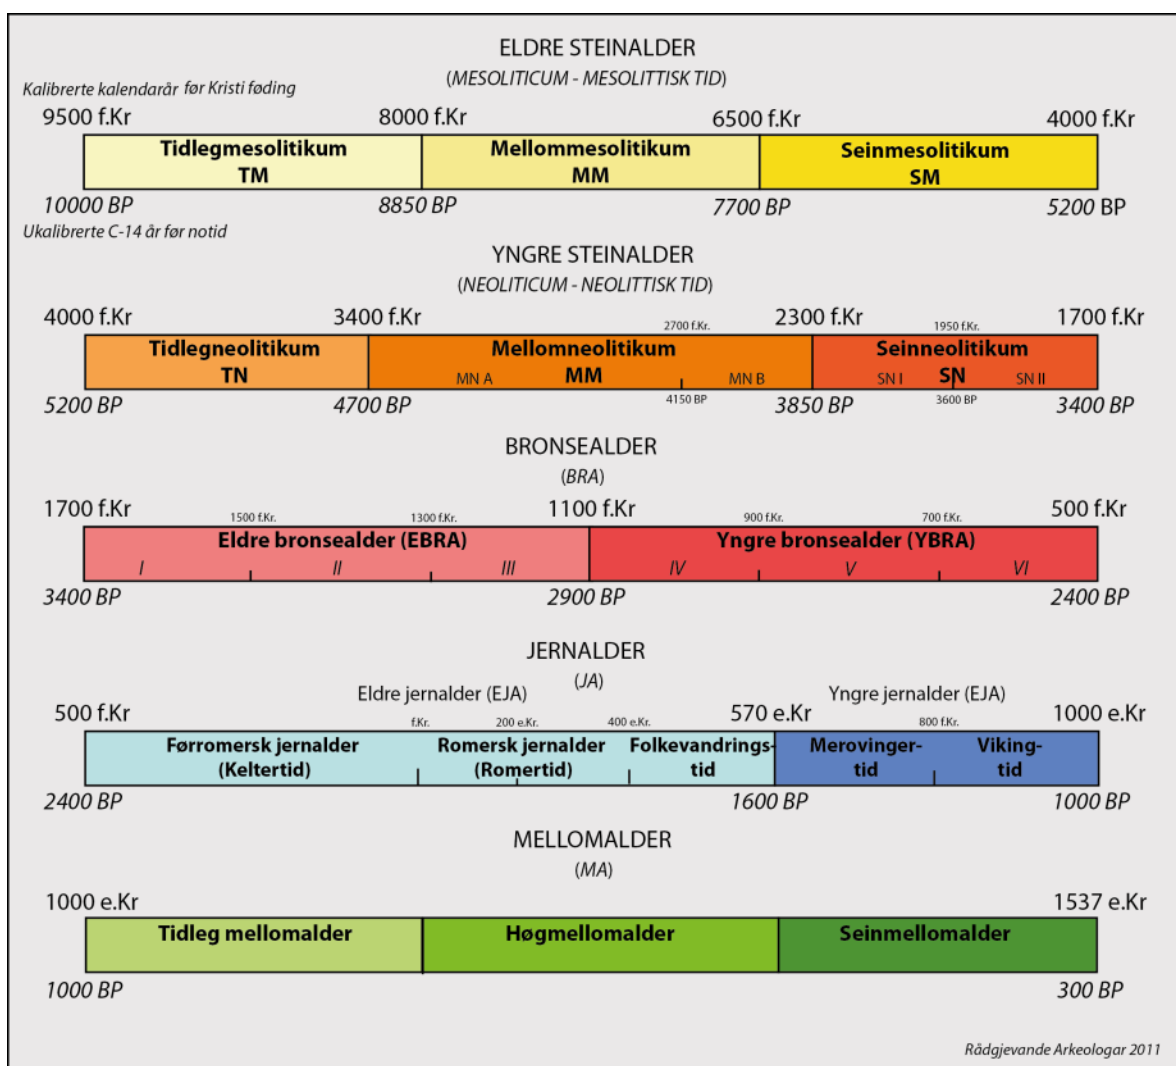 ELDRE STEINALDER
(MESOLITICUM - MESOLITTISK TID)
Kalibrerte kalendarår før Kristi føding
9500 f.Kr 8000 f.Kr 6500 f.Kr 4000 f.Kr
Tidlegmesolitikum Mellommesolitikum Seinmesolitikum
TM MM SM
10000 BP 8850 BP 7700 BP 5200 BP
Ukalibrerte C-14 år før notid
YNGRE STEINALDER
(NEOLITICUM - NEOLITTISK TID)
4000 f.Kr 3400 f.Kr 2700 f.Kr. 2300 f.Kr 1950 f.Kr. 1700 f.Kr
Tidlegneolitikum Mellomneolitikum Seinneolitikum
TN MN A MM MN B SN I SN SN II
5200 BP 4700 BP 4150 BP 3850 BP 3600 BP 3400 BP
BRONSEALDER
(BRA)
1700 f.Kr 1500 f.Kr. 1300 f.Kr. 1100 f.Kr 900 f.Kr. 700 f.Kr. 500 f.Kr
Eldre bronsealder (EBRA) Yngre bronsealder (YBRA)
I II III IV V VI
3400 BP 2900 BP 2400 BP
JERNALDER
(JA)
Eldre jernalder (EJA) Yngre jernalder (EJA)
500 f.Kr f.Kr. 200 e.Kr. 400 e.Kr. 570 e.Kr 800 f.Kr. 1000 e.Kr
Førromersk jernalder Romersk jernalder Folkevandrings- Merovinger- Viking-
(Keltertid) (Romertid) tid tid tid
2400 BP 1600 BP 1000 BP
MELLOMALDER
(MA)
1000 e.Kr 1537 e.Kr
Tidleg mellomalder Høgmellomalder Seinmellomalder
1000 BP 300 BP
Rådgjevande Arkeologar 2011